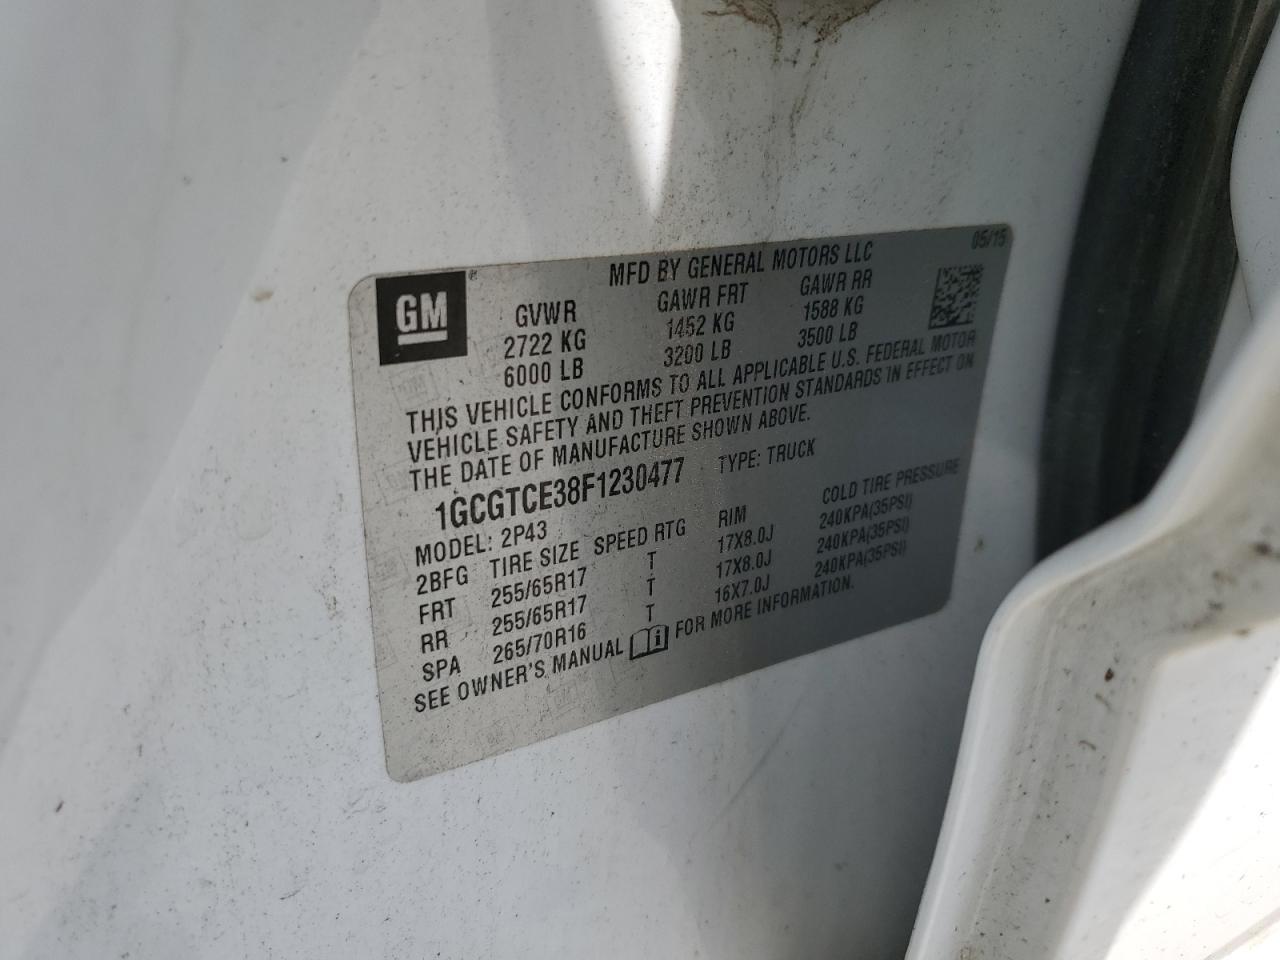 GM
MFD BY GENERAL MOTORS LLC 05/15
GVWR GAWR FRT GAWR RR
2722 KG 1452 KG 1588 KG
6000 LB 3200 LB 3500 LB
THIS VEHICLE CONFORMS TO ALL APPLICABLE U.S. FEDERAL MOTOR
VEHICLE SAFETY AND THEFT PREVENTION STANDARDS IN EFFECT ON
THE DATE OF MANUFACTURE SHOWN ABOVE.
1GCGTCE38F1230477 TYPE: TRUCK
MODEL: 2P43
2BFG TIRE SIZE SPEED RTG RIM COLD TIRE PRESSURE
FRT 255/65R17 T 17X8.0J 240KPA(35PSI)
RR 255/65R17 T 17X8.0J 240KPA(35PSI)
SPA 265/70R16 T 16X7.0J 240KPA(35PSI)
SEE OWNER'S MANUAL FOR MORE INFORMATION.